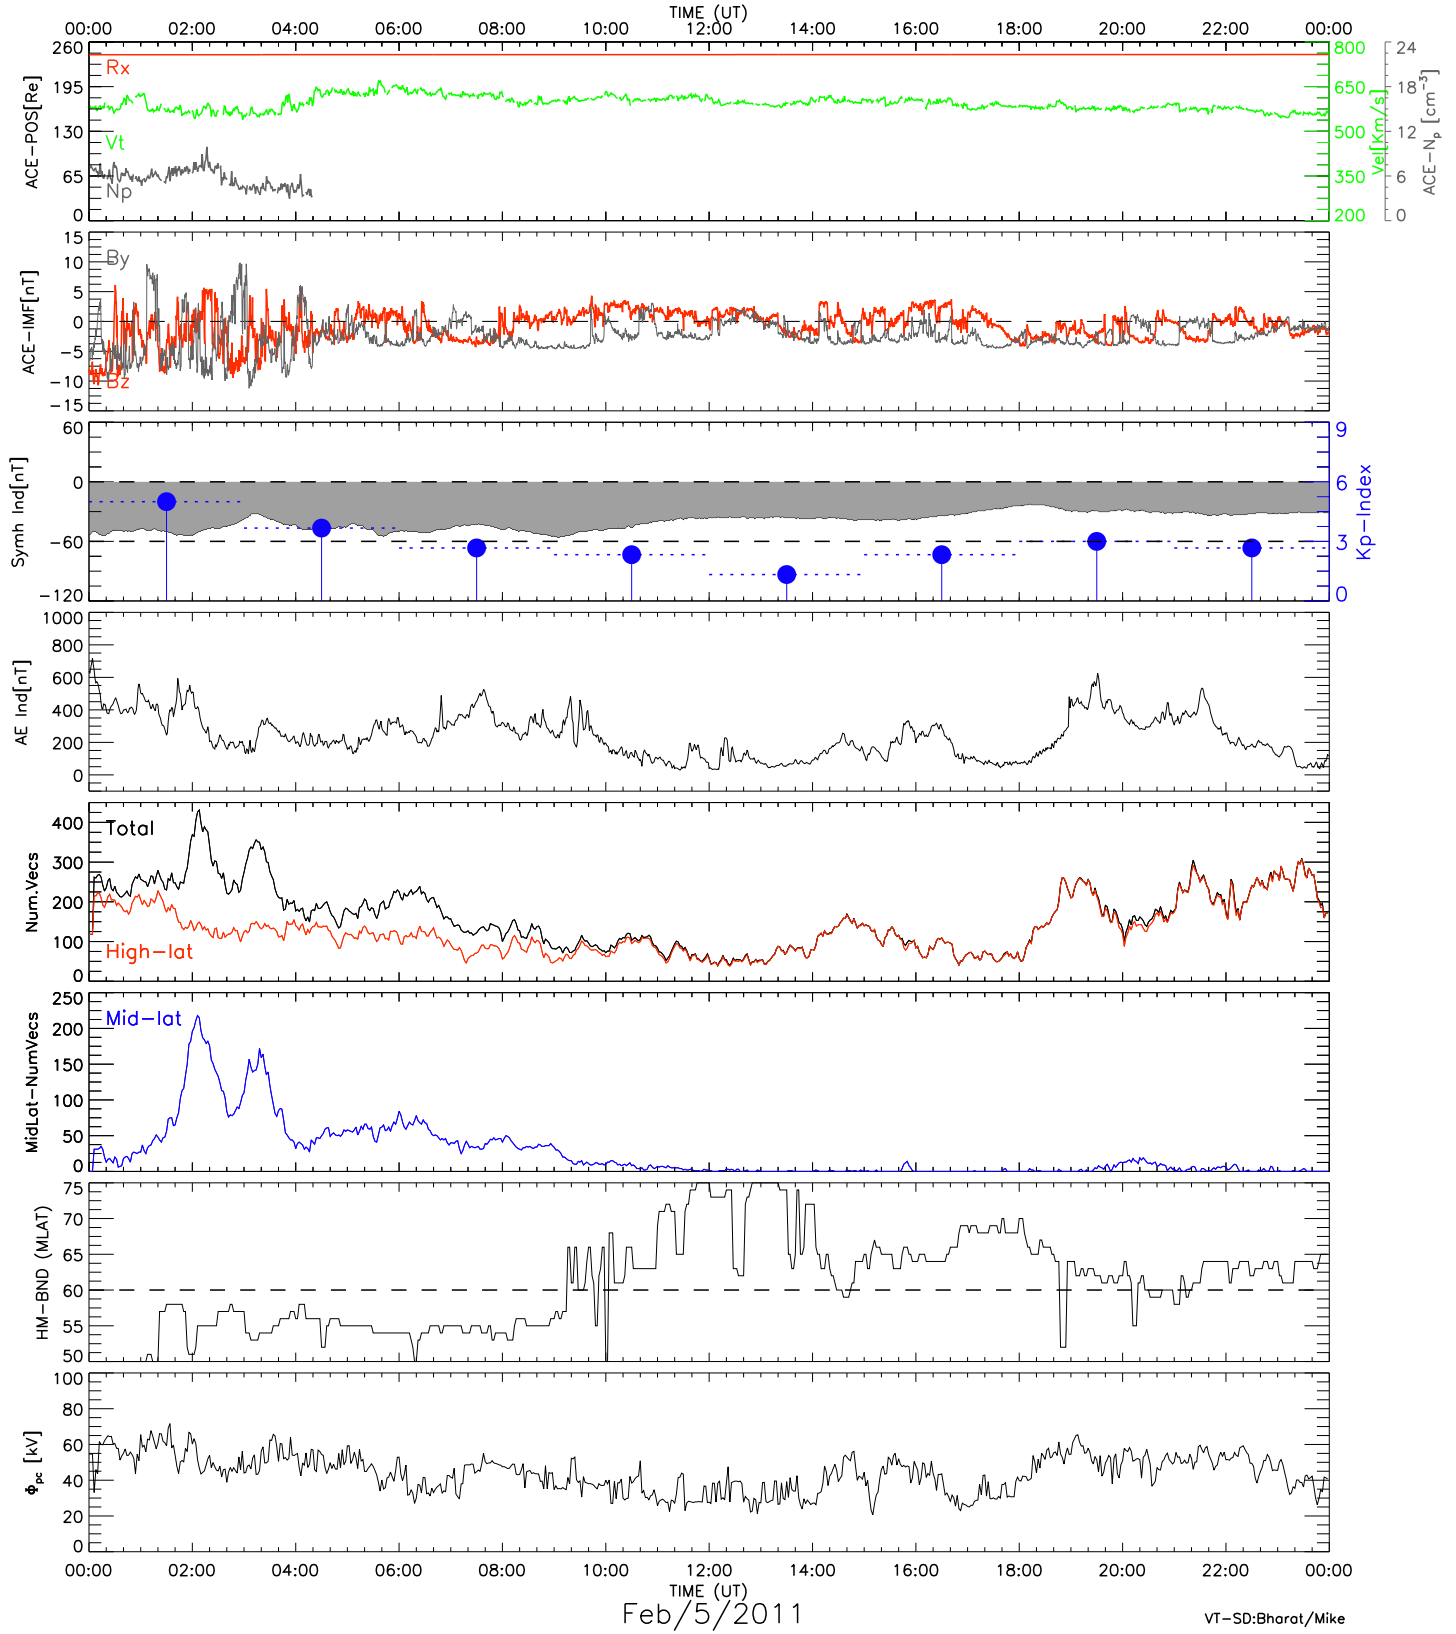 TIME (UT)
00:00 02:00 04:00 06:00 08:00 10:00 12:00 14:00 16:00 18:00 20:00 22:00 00:00
ACE-POS[Re]
260
195
130
65
0
Rx
Vt
Np
800
650
500
350
200
Vel[Km/s]
24
18
12
6
0
ACE-Np [cm-3]
ACE-IMF[nT]
15
10
5
0
-5
-10
-15
By
Bz
Symh Ind[nT]
60
0
-60
-120
9
6
3
0
Kp-Index
AE Ind[nT]
1000
800
600
400
200
0
Num.Vecs
400
300
200
100
0
Total
High-lat
MidLat-NumVecs
250
200
150
100
50
0
Mid-lat
HM-BND (MLAT)
75
70
65
60
55
50
Φpc [kV]
100
80
60
40
20
0
00:00 02:00 04:00 06:00 08:00 10:00 12:00 14:00 16:00 18:00 20:00 22:00 00:00
TIME (UT)
Feb/5/2011
VT-SD:Bharat/Mike